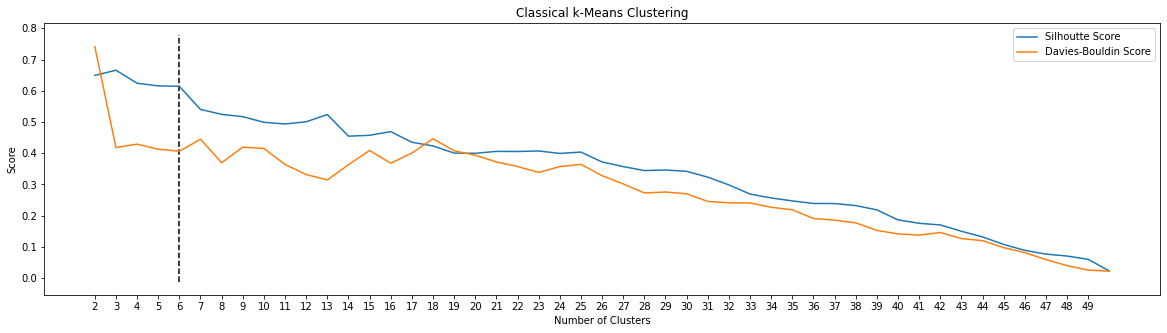 Classical k-Means Clustering
Silhoutte Score
Davies-Bouldin Score
Score
0.8
0.7
0.6
0.5
0.4
0.3
0.2
0.1
0.0
2 3 4 5 6 7 8 9 10 11 12 13 14 15 16 17 18 19 20 21 22 23 24 25 26 27 28 29 30 31 32 33 34 35 36 37 38 39 40 41 42 43 44 45 46 47 48 49
Number of Clusters